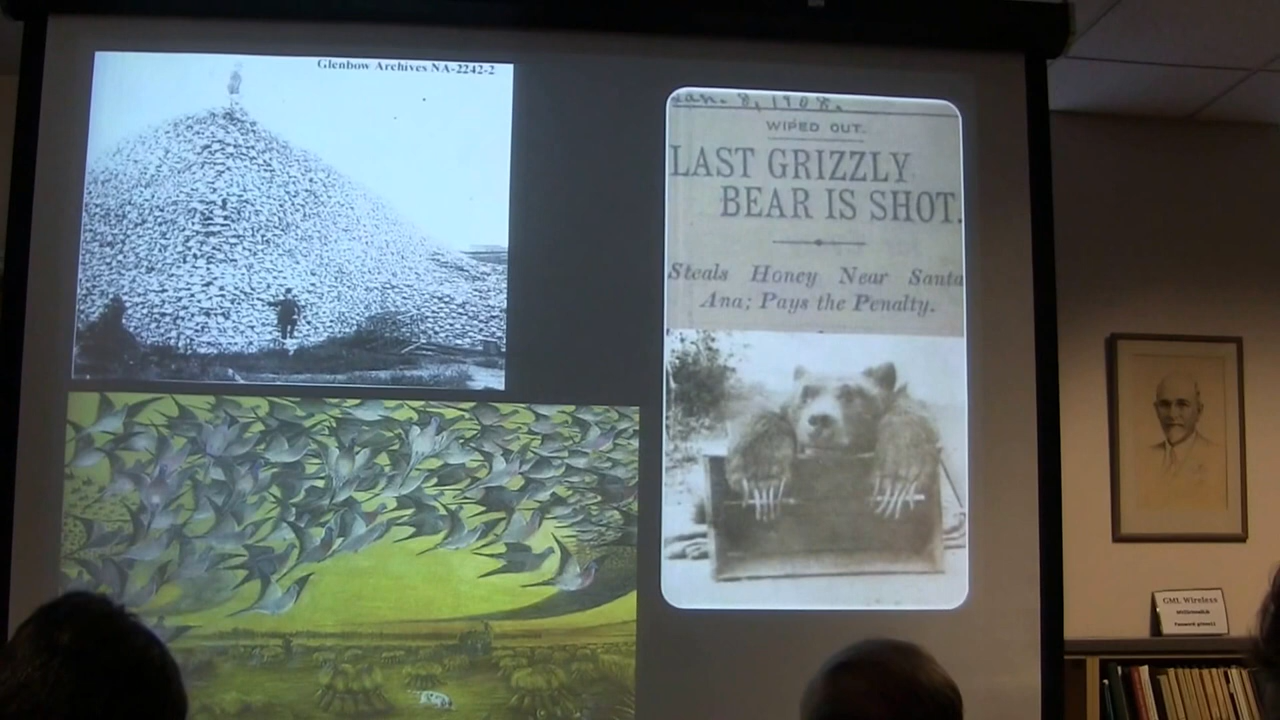 Glenbow Archives NA-2242-2
Jan. 8, 1908.
WIPED OUT.
LAST GRIZZLY
BEAR IS SHOT.
Steals Honey Near Santa
Ana; Pays the Penalty.
GML Wireless
Password